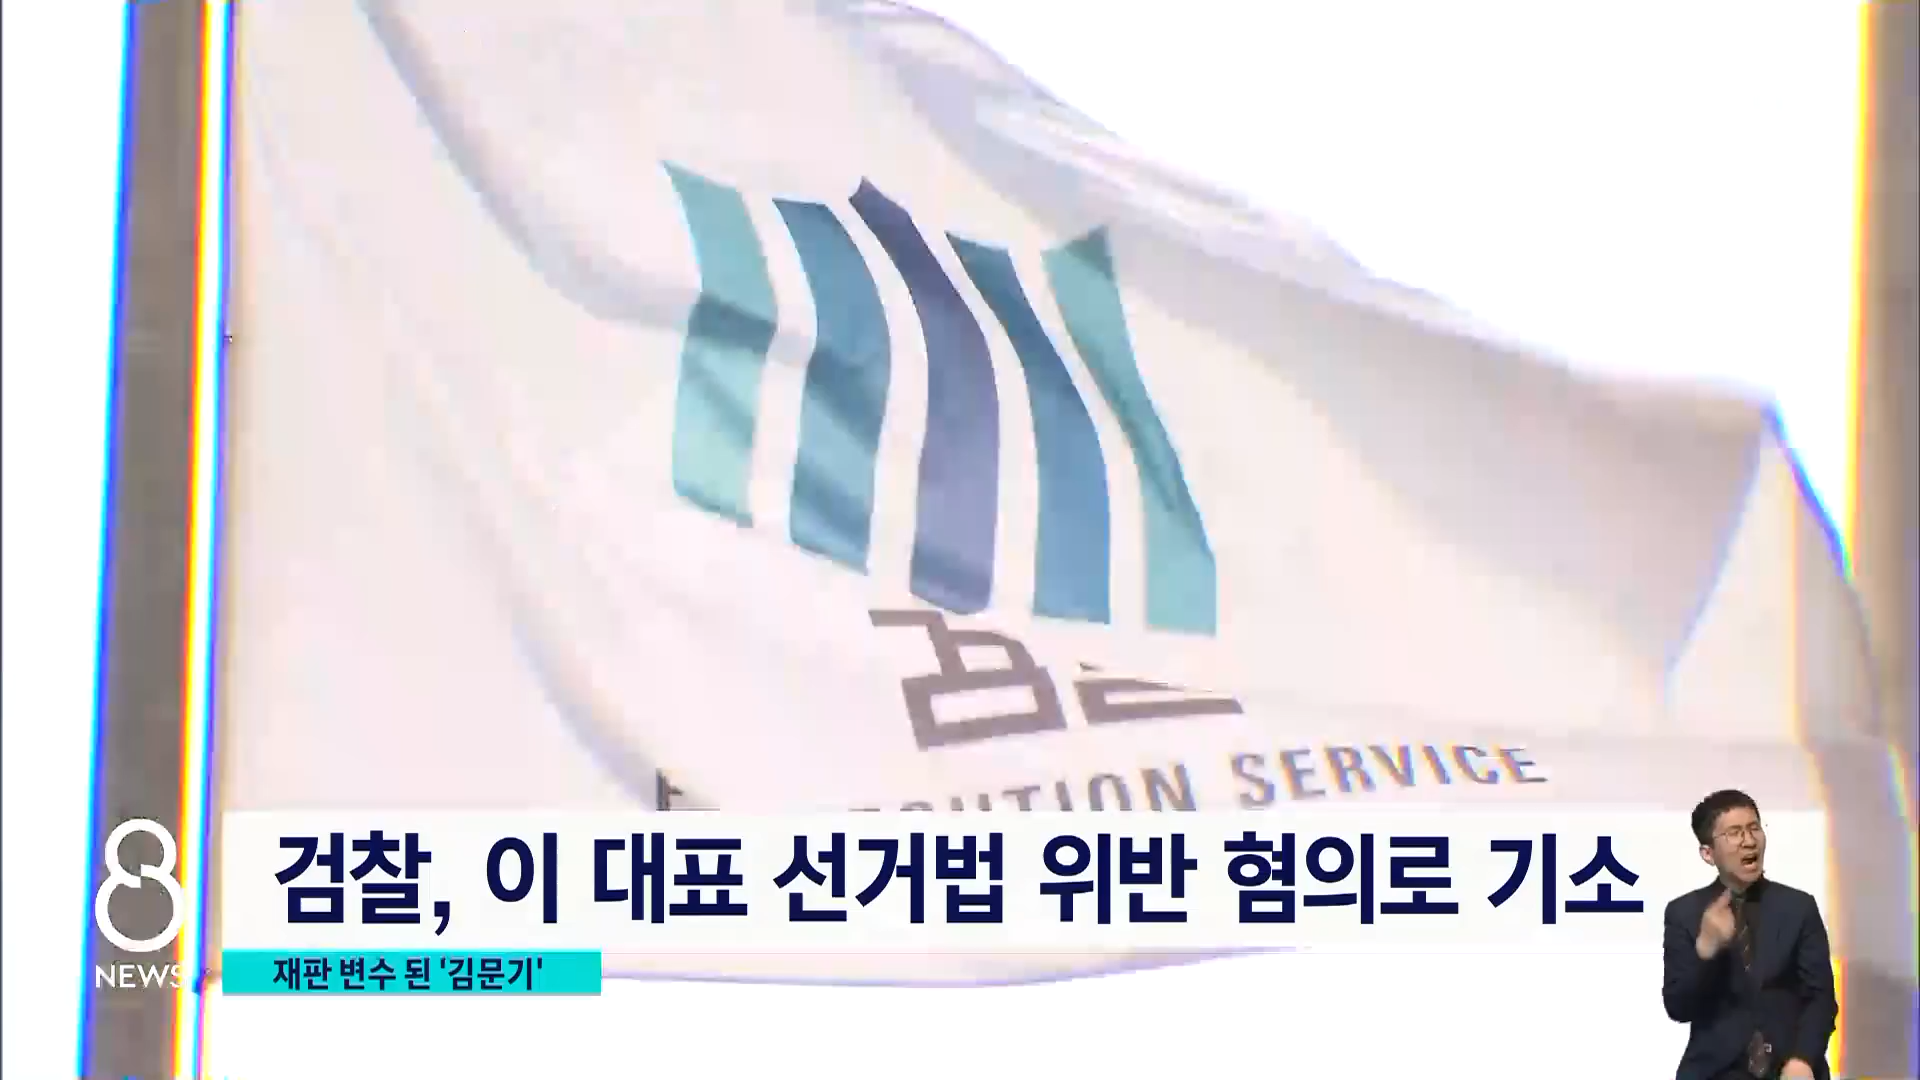 SERVICE
검찰, 이 대표 선거법 위반 혐의로 기소
8
NEWS
재판 변수 된 '김문기'